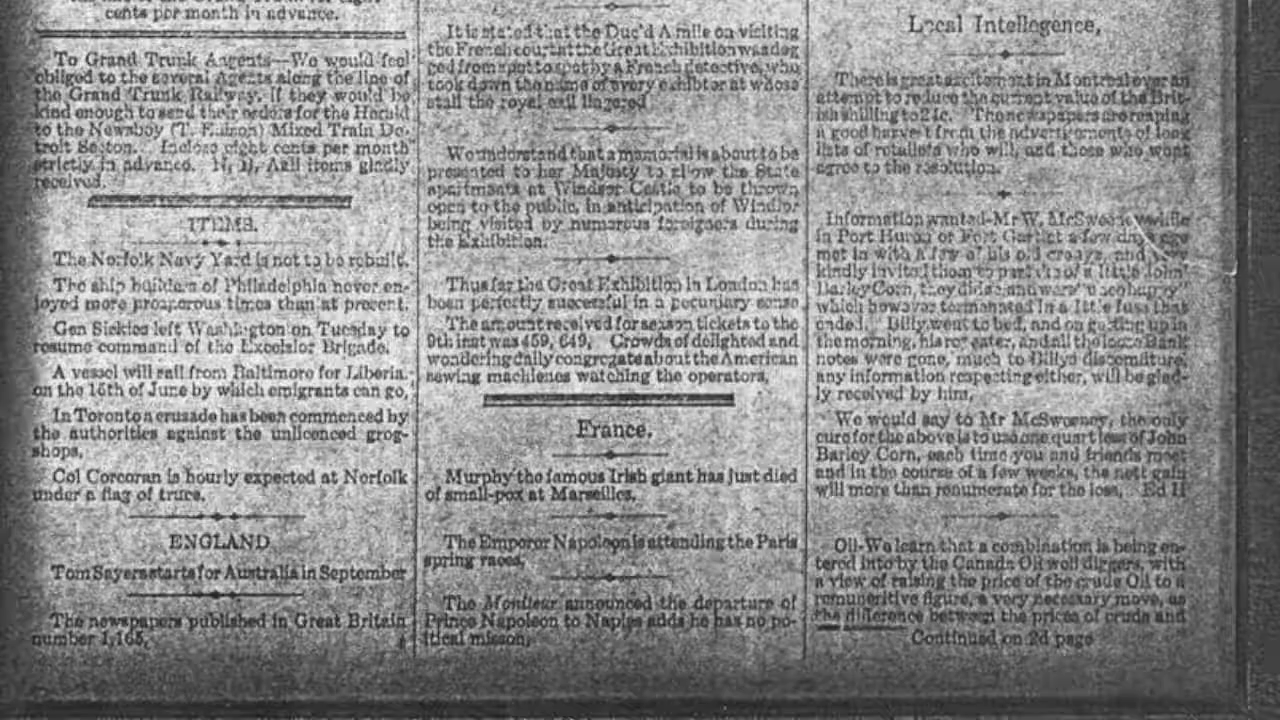 cents per month in advance.
To Grand Trunk Angents—We would feel
obliged to the several Agents along the line of
the Grand Trunk Railway, if they would be
kind enough to send their orders for the Herald
to the Newsboy (T. Edison) Mixed Train De-
troit Section. Inclose eight cents per month
strictly in advance. N, B, Aall items gladly
received.
ITEMS.
The Norfolk Navy Yard is not to be rebuilt.
The ship builders of Philadelphia never en-
joyed more prosporous times than at precent.
Gen Sickles left Washington on Tuesday to
resume command of the Excelsior Brigade.
A vessel will sail from Baltimore for Liberia.
on the 15th of June by which emigrants can go,
In Toronto a crusade has been commenced by
the authorities against the unlicenced grog-
shops,
Col Corcoran is hourly expected at Norfolk
under a flag of truce.
ENGLAND
Tom Sayers starts for Australia in September
The newspapers published in Great Britain
number 1,165,
It is stated that the Duc'd Amile on visiting
the French court at the Great Exhibition was dog
ged from spot to spot by a French detective, who
took down the name of every exhibtor at whose
stall the royal exil lingered
We understand that a memorial is about to be
presented to her Majesty to allow the State
apartments at Windsor Castle to be thrown
open to the public, in anticipation of Windsor
being visited by numerous foreigners during
the Exhibition.
Thus far the Great Exhibition in London has
been perfectly successful in a pecuniary sense
The amount received for season tickets to the
9th inst was 459, 649, Crowds of delighted and
wondering daily congregate about the American
sewing machienes watching the operators,
France.
Murphy the famous Irish giant has just died
of small-pox at Marseilles,
The Emperor Napoleon is attending the Paris
spring races,
The Moniteur announced the departure of
Prince Napoleon to Naples adds he has no po-
itical misson,
Local Intellegence,
There is great excitement in Montreal over an
attempt to reduce the current value of the Brit-
ish shilling to 24c. The newspapers are reaping
a good harvest from the advertisements of long
lists of retailers who will, and those who wont
agree to the resolution.
Information wanted-Mr W. McSweeney while
in Port Huron or Fort Gartiot a few days ago
met in with a few of his old and very
kindly invited them to of a little John
Barley Corn, they did so and were
which however termanated in a little fuss that
ended. Billy went to bed, and on getting up in
the morning, his and all the loose Bank
notes were gone, much to Billys discomfiture.
any information respecting either, will be glad-
ly received by him,
We would say to Mr McSweeney, the only
cure for the above is to use one quart less of John
Barley Corn, each time you and friends meet
and in the course of a few weeks, the nett gain
will more than renumerate for the loss, Ed H
Oil-We learn that a combination is being en-
tered into by the Canada Oil well diggers, with
a view of raising the price of the crude Oil to a
remuneritive figure, a very necessary move, as
the difference between the prices of crude and
Continued on 2d page